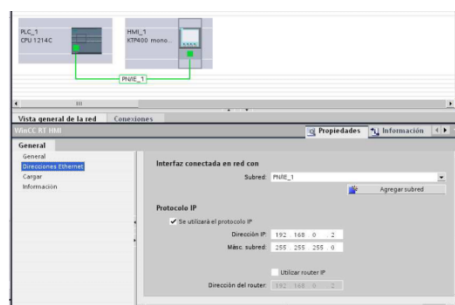 PLC_1
CPU 1214C
HMI_1
KTP400 mono...
PN/IE_1
Vista general de la red
Conexiones
WinCC RT HMI
Propiedades
Información
General
General
Direcciones Ethernet
Cargar
Información
Interfaz conectada en red con
Subred: PN/IE_1
Agregar subred
Protocolo IP
Se utilizará el protocolo IP
Dirección IP: 192 . 168 . 0 . 2
Másc. subred: 255 . 255 . 255 . 0
Utilizar router IP
Dirección del router: 192 . 168 . 0 . 2